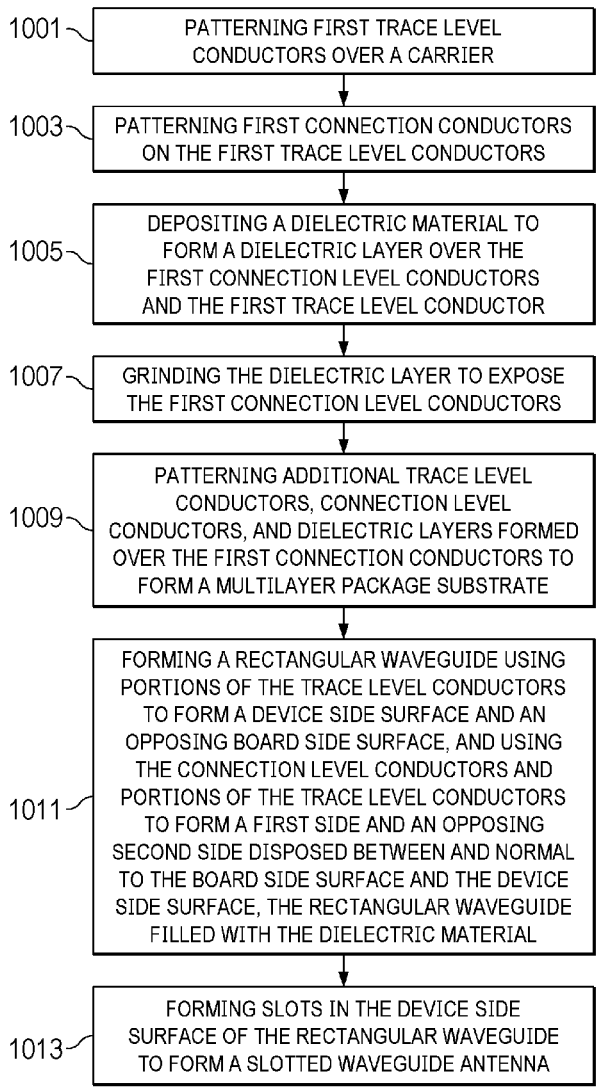 1001
PATTERNING FIRST TRACE LEVEL
CONDUCTORS OVER A CARRIER
1003
PATTERNING FIRST CONNECTION CONDUCTORS
ON THE FIRST TRACE LEVEL CONDUCTORS
1005
DEPOSITING A DIELECTRIC MATERIAL TO
FORM A DIELECTRIC LAYER OVER THE
FIRST CONNECTION LEVEL CONDUCTORS
AND THE FIRST TRACE LEVEL CONDUCTOR
1007
GRINDING THE DIELECTRIC LAYER TO EXPOSE
THE FIRST CONNECTION LEVEL CONDUCTORS
1009
PATTERNING ADDITIONAL TRACE LEVEL
CONDUCTORS, CONNECTION LEVEL
CONDUCTORS, AND DIELECTRIC LAYERS FORMED
OVER THE FIRST CONNECTION CONDUCTORS TO
FORM A MULTILAYER PACKAGE SUBSTRATE
1011
FORMING A RECTANGULAR WAVEGUIDE USING
PORTIONS OF THE TRACE LEVEL CONDUCTORS
TO FORM A DEVICE SIDE SURFACE AND AN
OPPOSING BOARD SIDE SURFACE, AND USING
THE CONNECTION LEVEL CONDUCTORS AND
PORTIONS OF THE TRACE LEVEL CONDUCTORS
TO FORM A FIRST SIDE AND AN OPPOSING
SECOND SIDE DISPOSED BETWEEN AND NORMAL
TO THE BOARD SIDE SURFACE AND THE DEVICE
SIDE SURFACE, THE RECTANGULAR WAVEGUIDE
FILLED WITH THE DIELECTRIC MATERIAL
1013
FORMING SLOTS IN THE DEVICE SIDE
SURFACE OF THE RECTANGULAR WAVEGUIDE
TO FORM A SLOTTED WAVEGUIDE ANTENNA